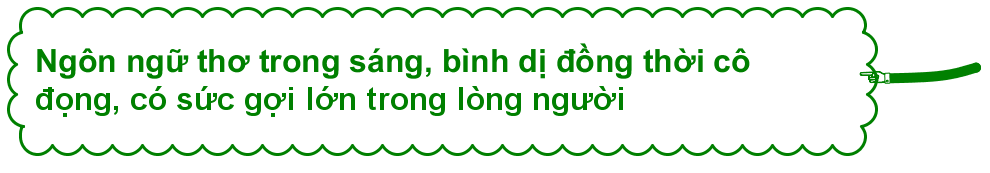 Ngôn ngữ thơ trong sáng, bình dị đồng thời cô
đọng, có sức gợi lớn trong lòng người